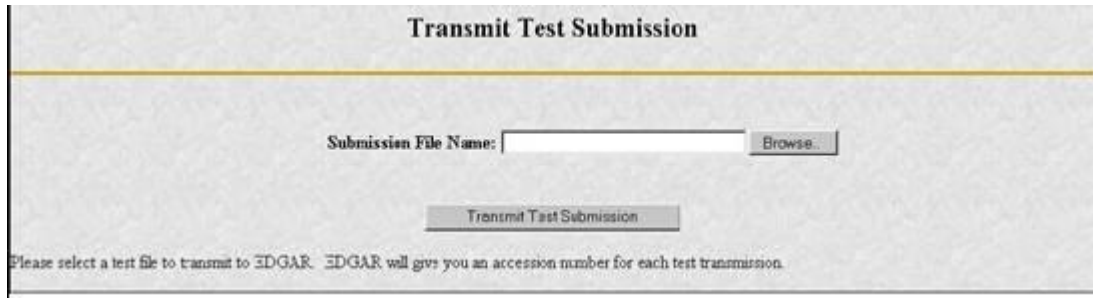 Transmit Test Submission
Submission File Name: Browse..
Transmit Test Submission
Please select a test file to transmit to EDGAR. EDGAR will give you an accession number for each test transmission.